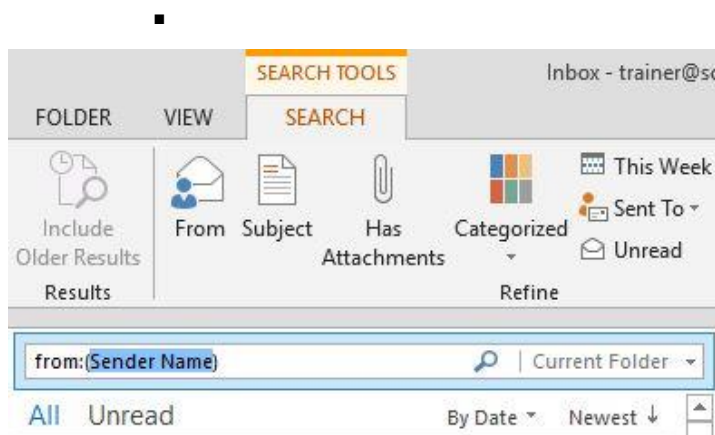 SEARCH TOOLS
Inbox - trainer@sc
FOLDER VIEW SEARCH
Include Older Results
From
Subject
Has Attachments
Categorized
This Week
Sent To
Unread
Results
Refine
from:(Sender Name)
Current Folder
All Unread
By Date
Newest ↓